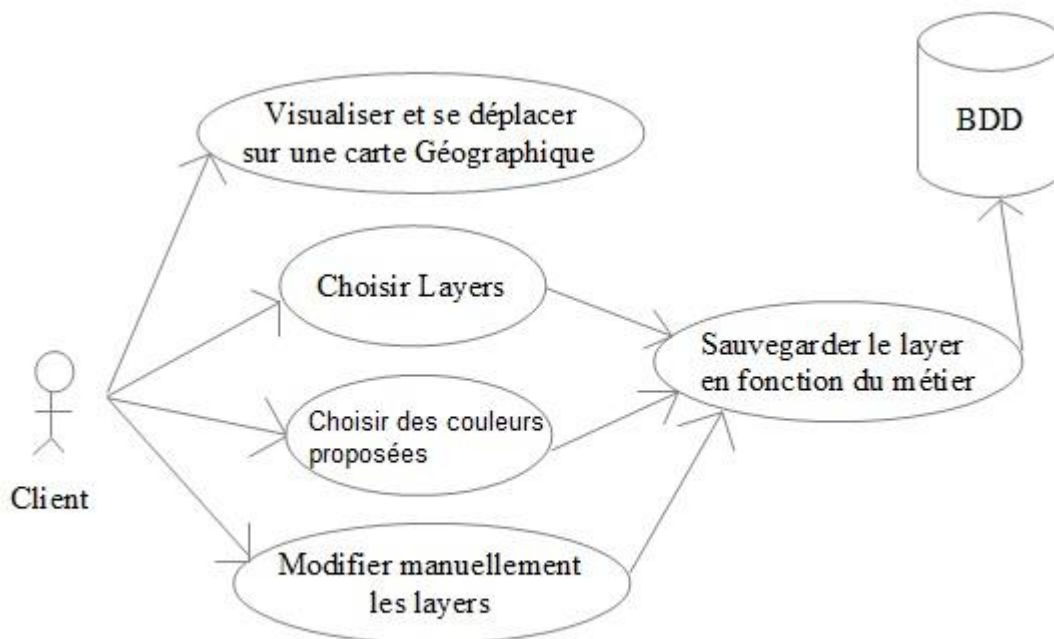 Visualiser et se déplacer
sur une carte Géographique
BDD
Choisir Layers
Sauvegarder le layer
en fonction du métier
Choisir des couleurs
proposées
Client
Modifier manuellement
les layers